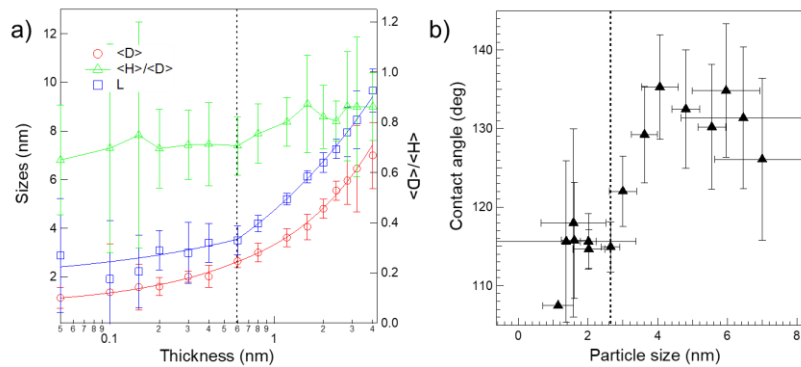 a)
<D>
<H>/<D>
L
Sizes (nm)
12
10
8
6
4
2
1.2
1.0
0.8
0.6
0.4
0.2
0.0
<H>/<D>
5 6 7 8 9 0.1 2 3 4 5 6 7 8 9 1 2 3 4
Thickness (nm)
b)
Contact angle (deg)
140
130
120
110
0 2 4 6 8
Particle size (nm)